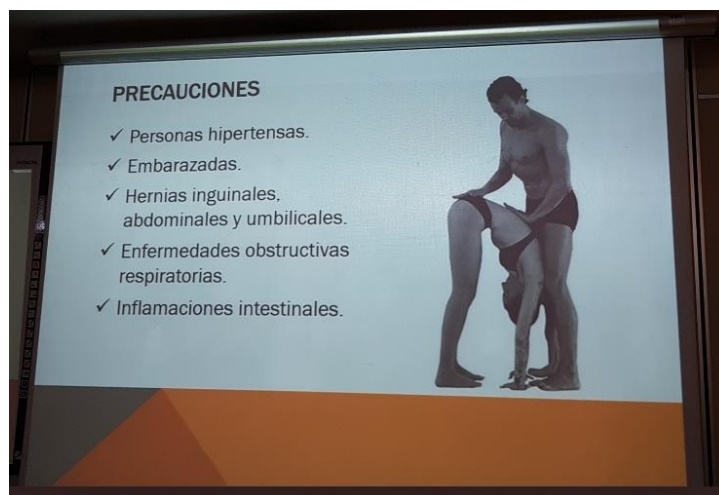 PRECAUCIONES
✓ Personas hipertensas.
✓ Embarazadas.
✓ Hernias inguinales,
abdominales y umbilicales.
✓ Enfermedades obstructivas
respiratorias.
✓ Inflamaciones intestinales.